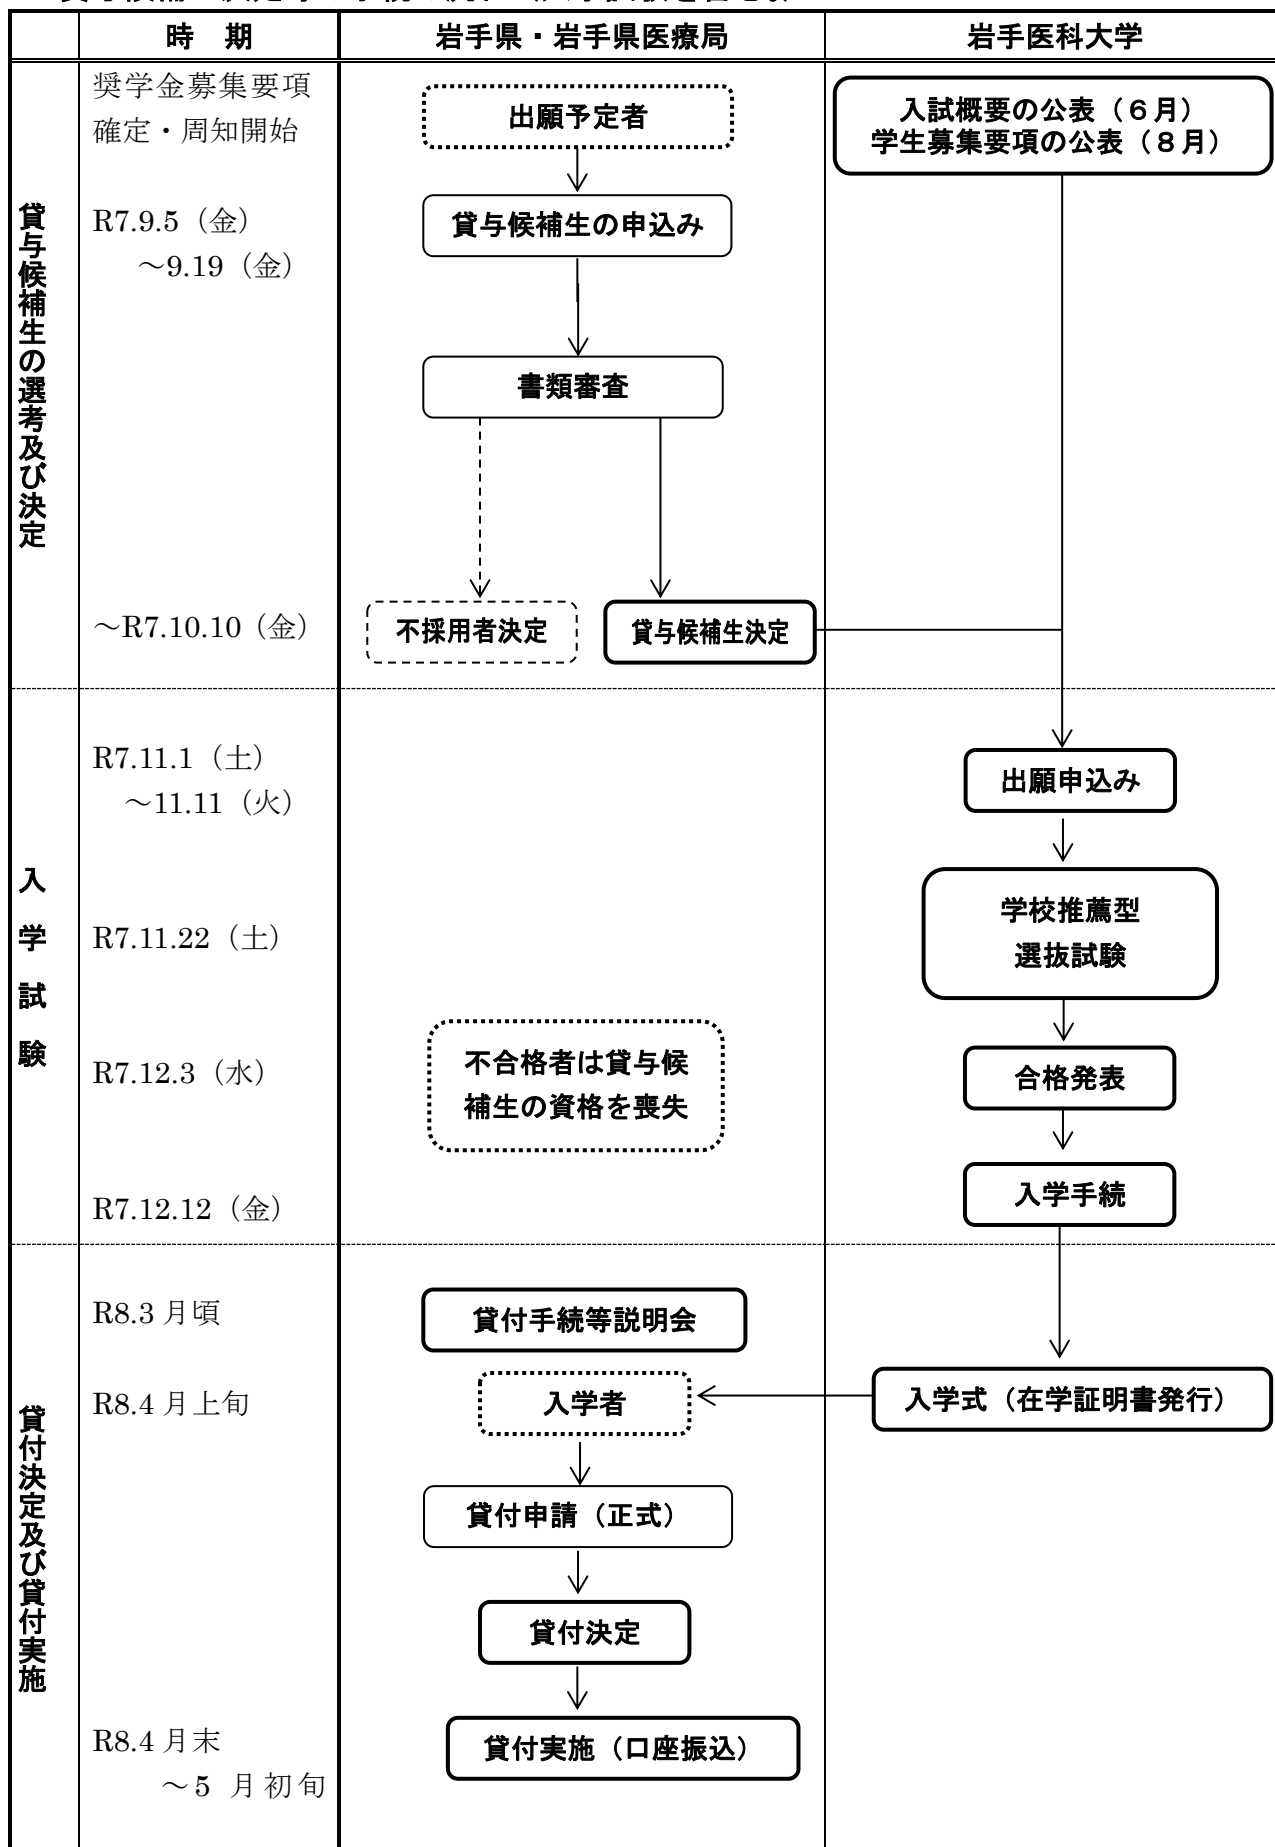 時　期
岩手県・岩手県医療局
岩手医科大学
貸与候補生の選考及び決定
奨学金募集要項
確定・周知開始
出願予定者
入試概要の公表（６月）
学生募集要項の公表（８月）
R7.9.5（金）
～9.19（金）
貸与候補生の申込み
書類審査
～R7.10.10（金）
不採用者決定
貸与候補生決定
入学試験
R7.11.1（土）
～11.11（火）
出願申込み
R7.11.22（土）
学校推薦型
選抜試験
R7.12.3（水）
不合格者は貸与候
補生の資格を喪失
合格発表
R7.12.12（金）
入学手続
貸付決定及び貸付実施
R8.3 月頃
貸付手続等説明会
R8.4 月上旬
入学者
入学式（在学証明書発行）
貸付申請（正式）
貸付決定
R8.4 月末
～5 月初旬
貸付実施（口座振込）